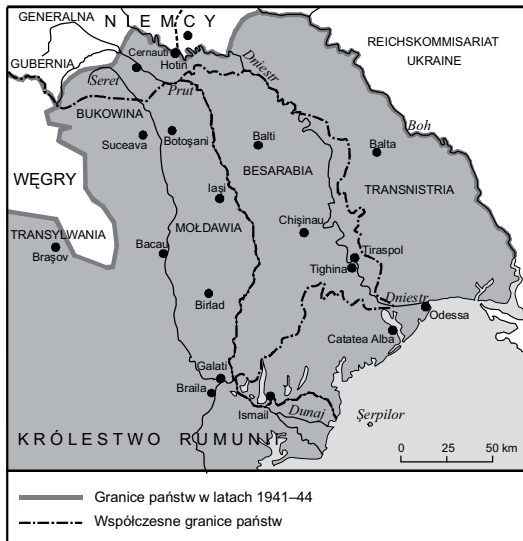 GENERALNA
N I E M C Y
GUBERNIA
REICHSKOMMISARIAT
UKRAINE
Cernauti
Hotin
Dniestr
Seret
Prut
Boh
BUKOWINA
Suceava
Botoşani
Balti
Balta
BESARABIA
WĘGRY
TRANSNISTRIA
Iaşi
TRANSYLWANIA
Braşov
MOŁDAWIA
Chişinau
Bacau
Tiraspol
Tighina
Birlad
Dniestr
Odessa
Catatea Alba
Galati
Braila
Ismail
Dunaj
Şerpilor
KRÓLESTWO RUMUNII
0 25 50 km
Granice państw w latach 1941–44
Współczesne granice państw